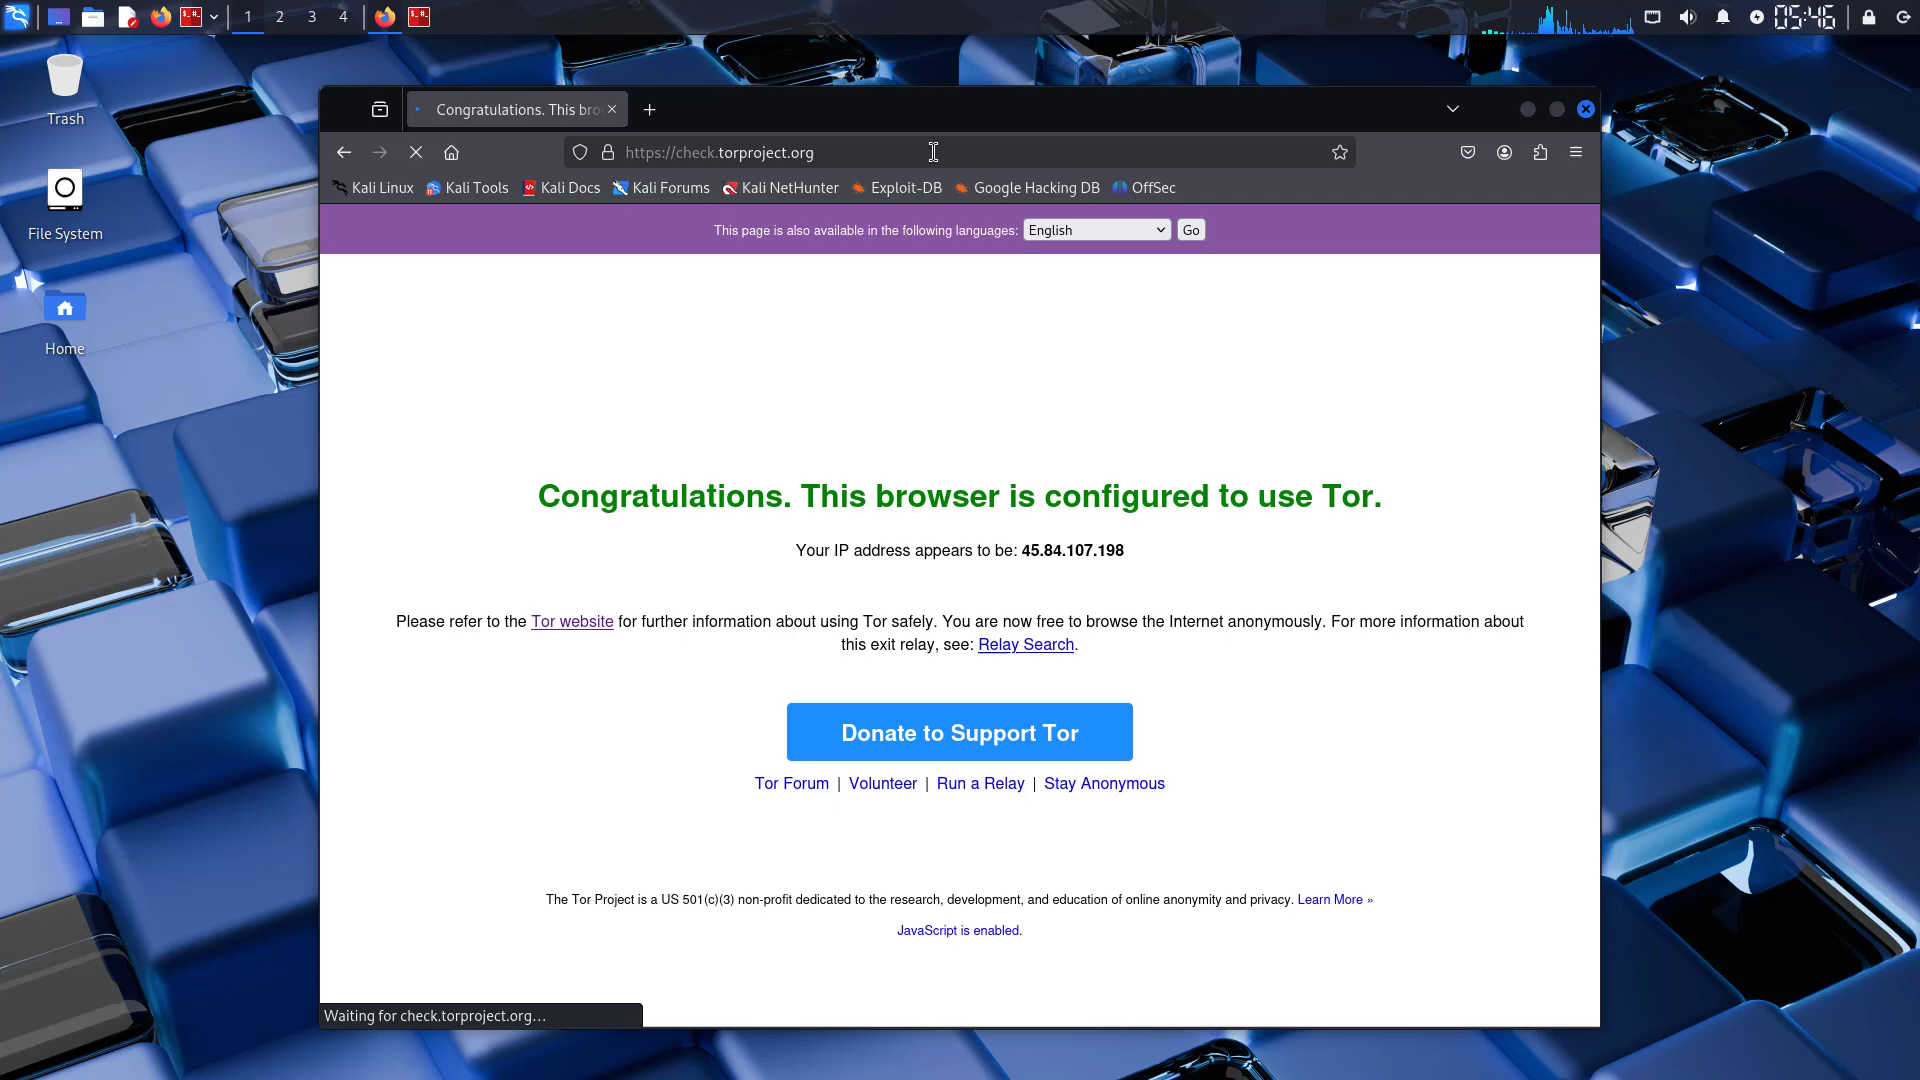 1 2 3 4
05:46
Trash
File System
Home
Congratulations. This bro
https://check.torproject.org
Kali Linux Kali Tools Kali Docs Kali Forums Kali NetHunter Exploit-DB Google Hacking DB OffSec
This page is also available in the following languages: English Go
Congratulations. This browser is configured to use Tor.
Your IP address appears to be: 45.84.107.198
Please refer to the Tor website for further information about using Tor safely. You are now free to browse the Internet anonymously. For more information about
this exit relay, see: Relay Search.
Donate to Support Tor
Tor Forum | Volunteer | Run a Relay | Stay Anonymous
The Tor Project is a US 501(c)(3) non-profit dedicated to the research, development, and education of online anonymity and privacy. Learn More »
JavaScript is enabled.
Waiting for check.torproject.org…